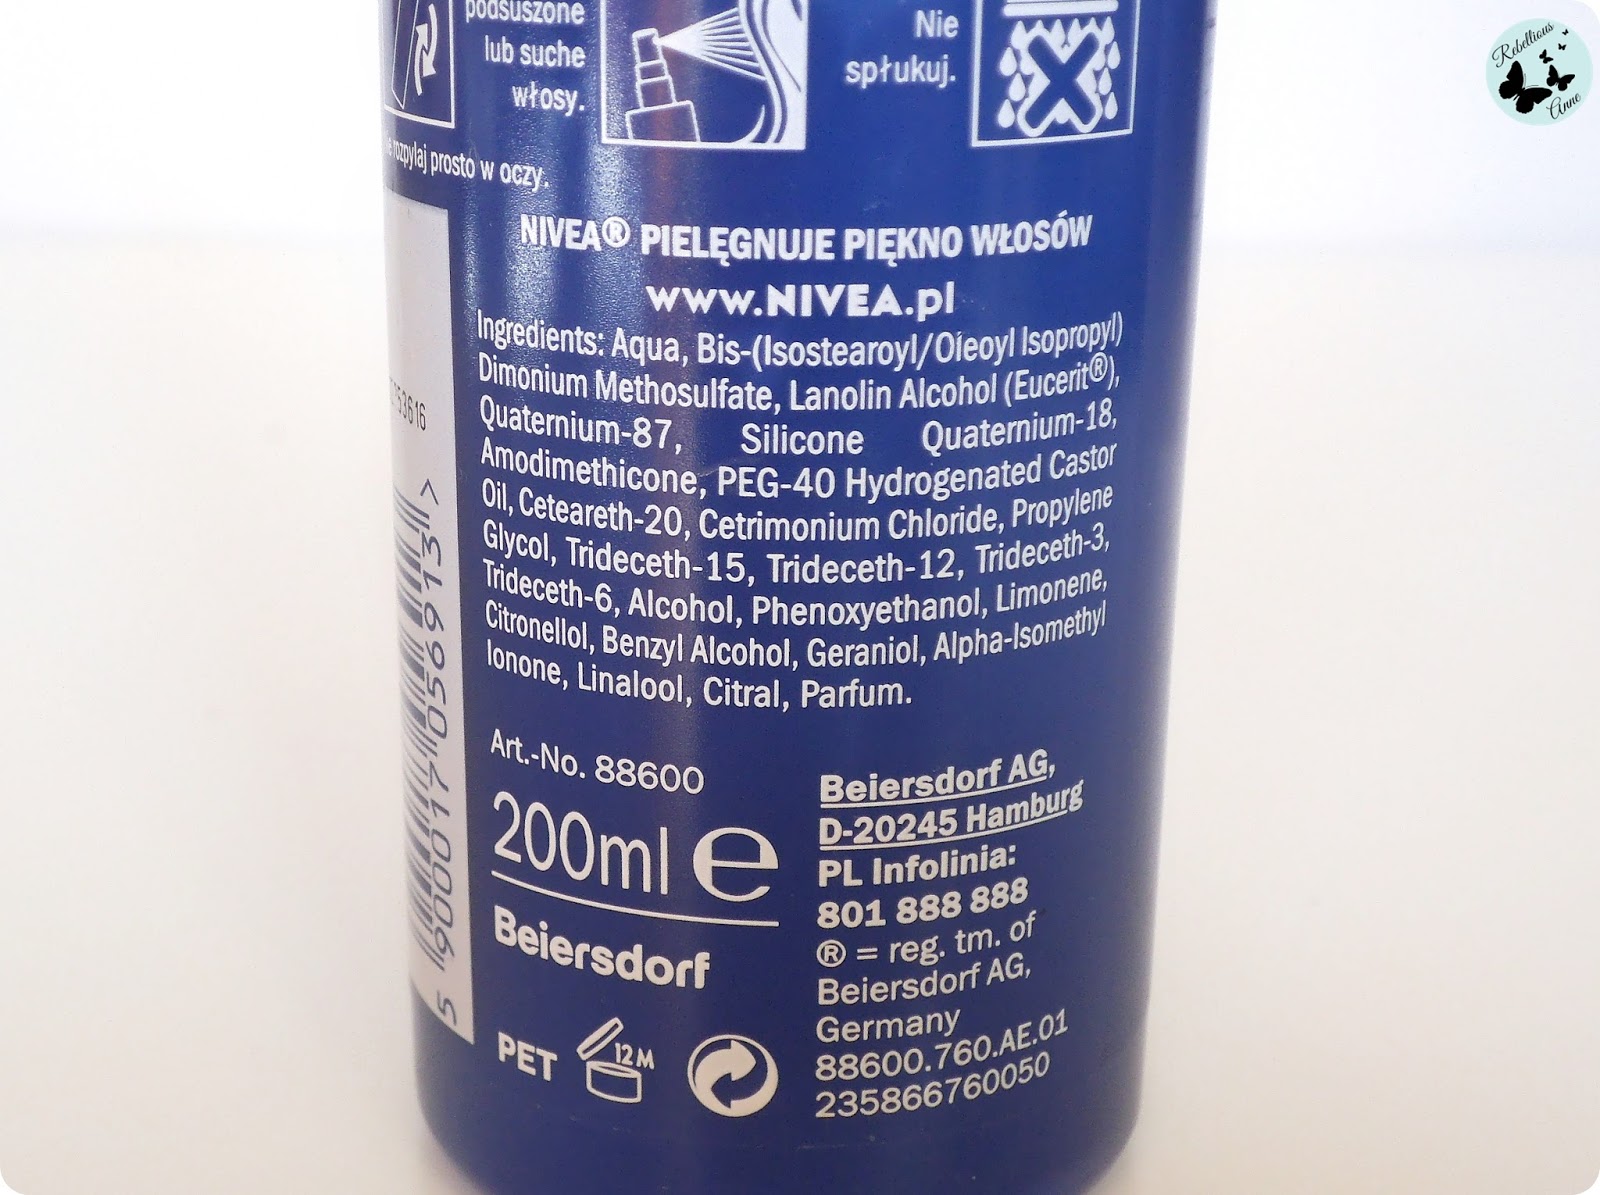 podsuszone
lub suche
włosy.
Nie
spłukuj.
rozpylaj prosto w oczy.
NIVEA® PIELĘGNUJE PIĘKNO WŁOSÓW
www.NIVEA.pl
Ingredients: Aqua, Bis-(Isostearoyl/Oleoyl Isopropyl)
Dimonium Methosulfate, Lanolin Alcohol (Eucerit®),
Quaternium-87, Silicone Quaternium-18,
Amodimethicone, PEG-40 Hydrogenated Castor
Oil, Ceteareth-20, Cetrimonium Chloride, Propylene
Glycol, Trideceth-15, Trideceth-12, Trideceth-3,
Trideceth-6, Alcohol, Phenoxyethanol, Limonene,
Citronellol, Benzyl Alcohol, Geraniol, Alpha-Isomethyl
Ionone, Linalool, Citral, Parfum.
Art.-No. 88600
200ml e
Beiersdorf
PET 12M
Beiersdorf AG,
D-20245 Hamburg
PL Infolinia:
801 888 888
® = reg. tm. of
Beiersdorf AG,
Germany
88600.760.AE.01
235866760050
5 900017 056913 >
Rebellious
Anne